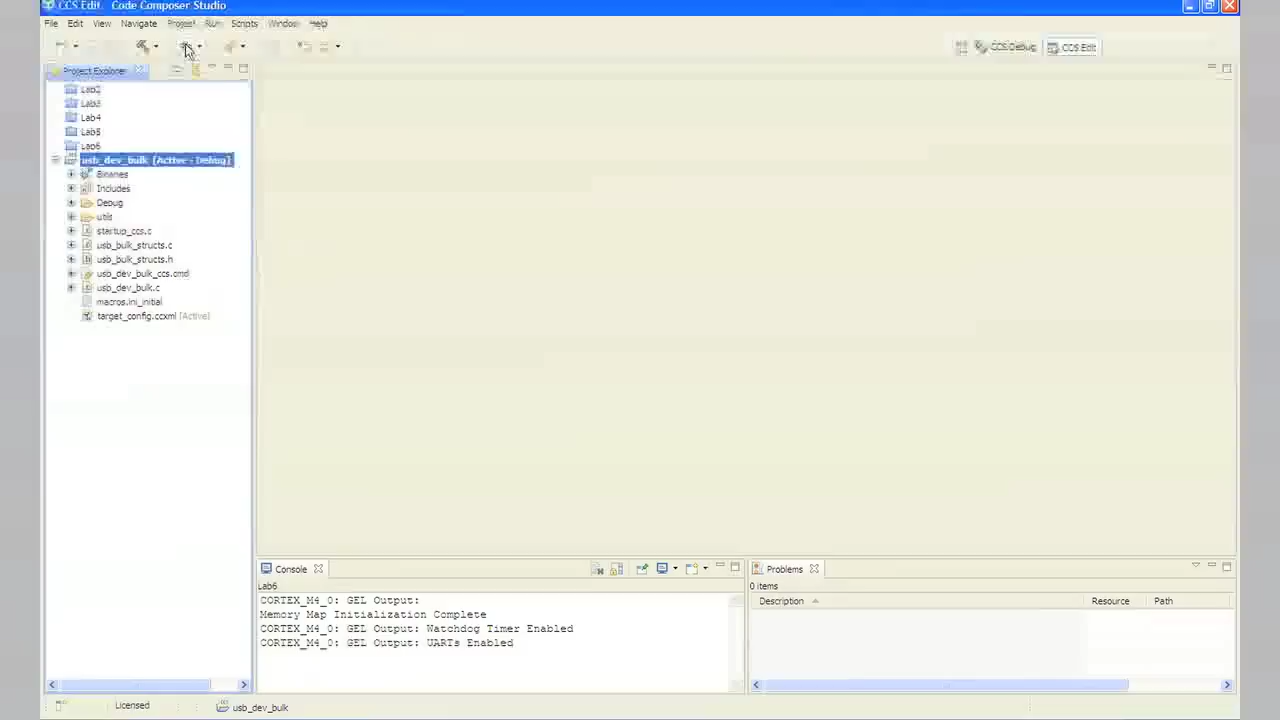 CCS Edit - Code Composer Studio
File Edit View Navigate Project Run Scripts Window Help
CCS Debug CCS Edit
Project Explorer
Lab2
Lab3
Lab4
Lab5
Lab6
usb_dev_bulk [Active - Debug]
Binaries
Includes
Debug
utils
startup_ccs.c
usb_bulk_structs.c
usb_bulk_structs.h
usb_dev_bulk_ccs.cmd
usb_dev_bulk.c
macros.ini_initial
target_config.ccxml [Active]
Console
Lab6
CORTEX_M4_0: GEL Output:
Memory Map Initialization Complete
CORTEX_M4_0: GEL Output: Watchdog Timer Enabled
CORTEX_M4_0: GEL Output: UARTs Enabled
Problems
0 items
Description Resource Path
Licensed usb_dev_bulk